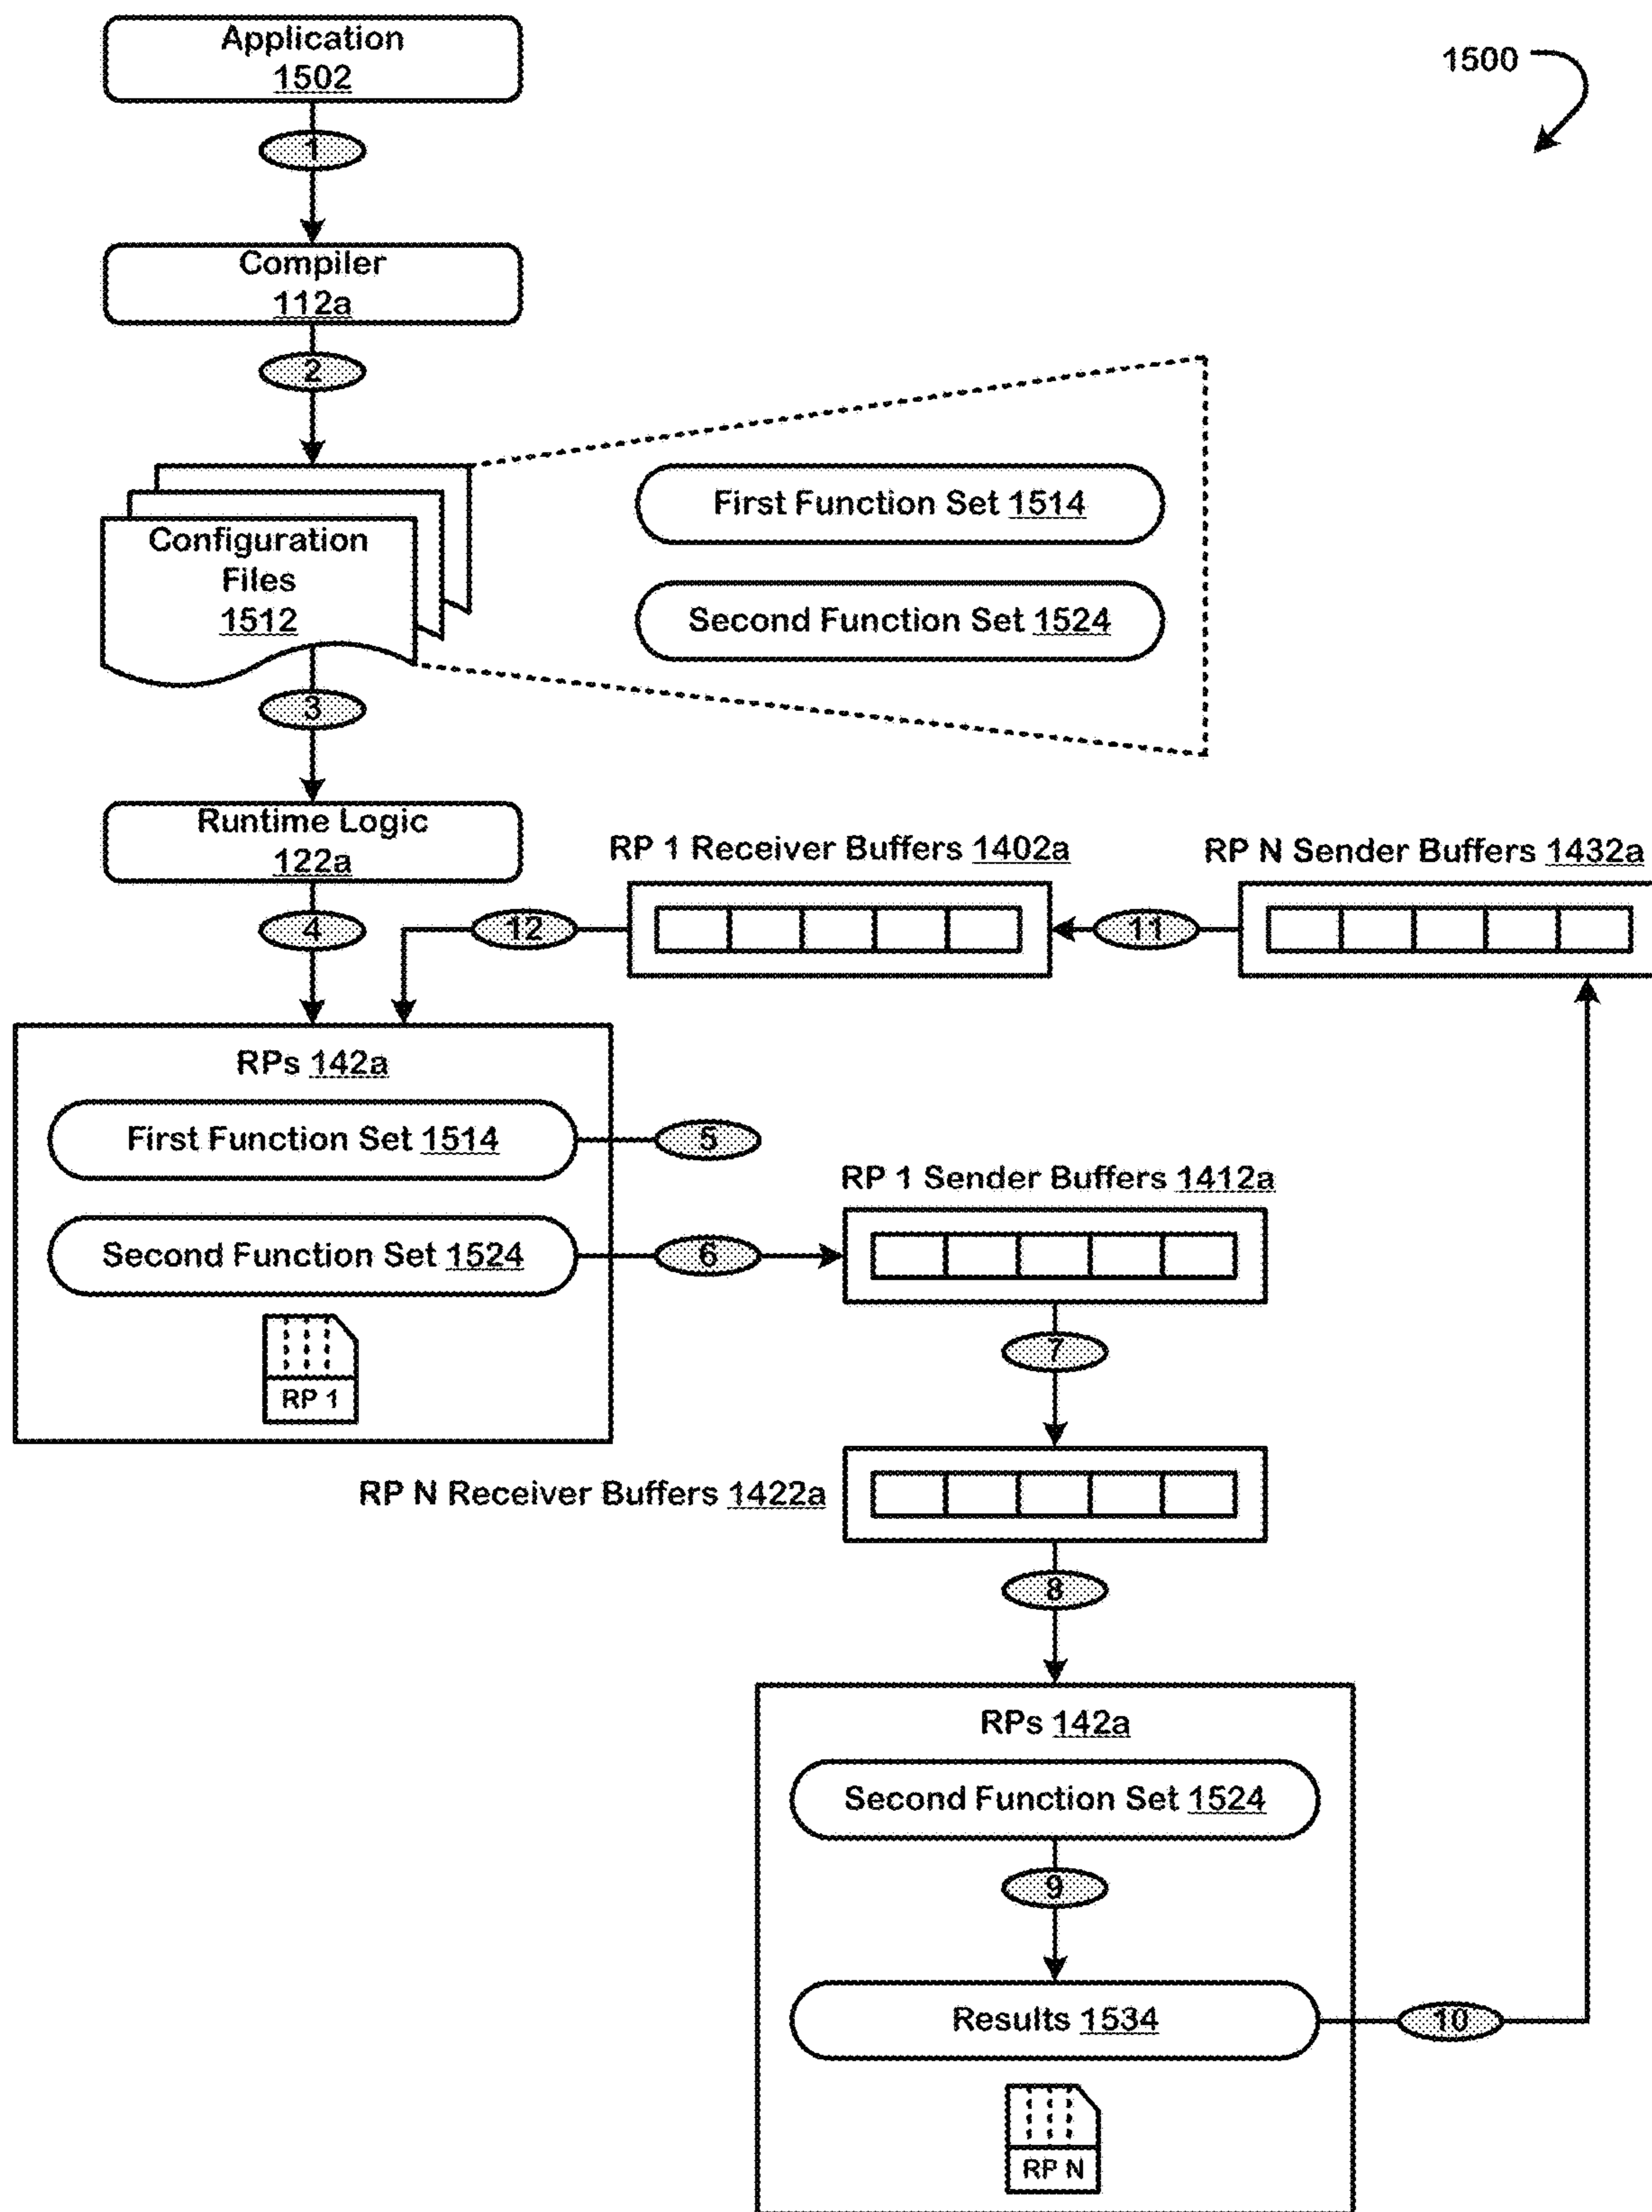 Application
1502
1500
1
Compiler
112a
2
First Function Set 1514
Configuration
Files
1512
Second Function Set 1524
3
Runtime Logic
122a
RP 1 Receiver Buffers 1402a
RP N Sender Buffers 1432a
4
12
11
RPs 142a
First Function Set 1514
5
RP 1 Sender Buffers 1412a
Second Function Set 1524
6
7
RP 1
RP N Receiver Buffers 1422a
8
RPs 142a
Second Function Set 1524
9
Results 1534
10
RP N